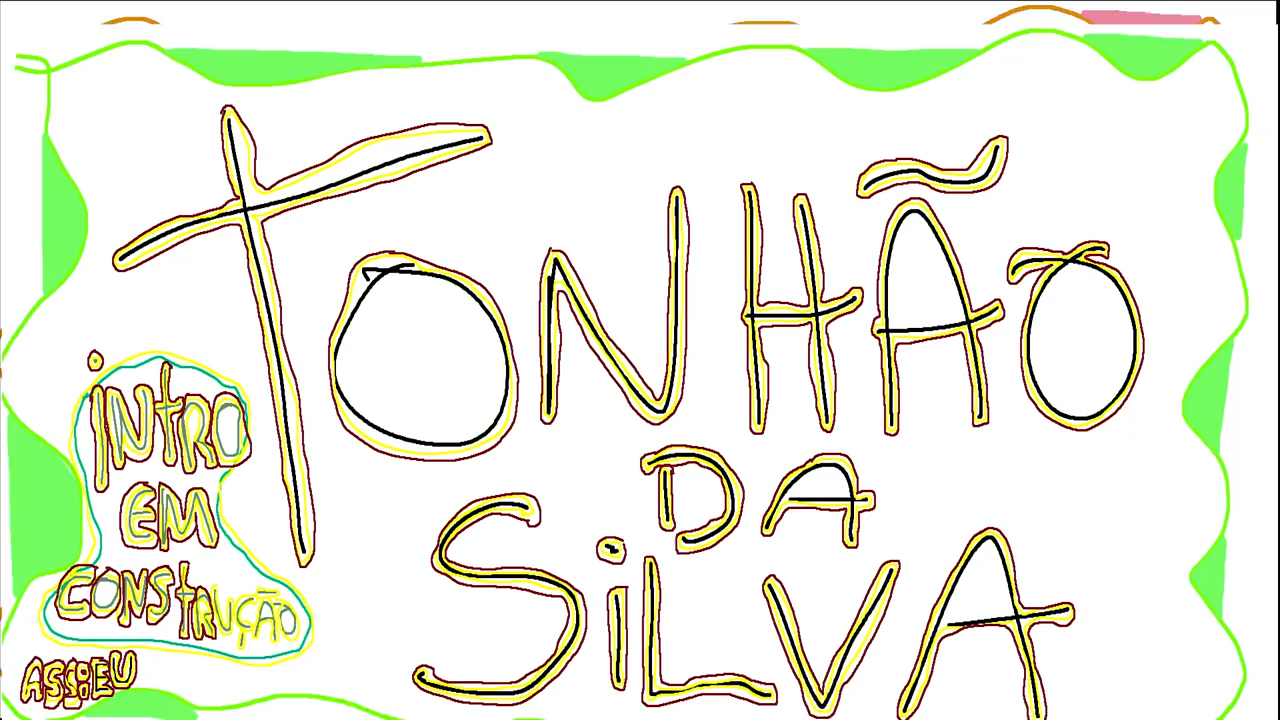 TONHÃO
DA
SiLVA
iNtRO
EM
CONSTRUÇÃO
ASS:EU